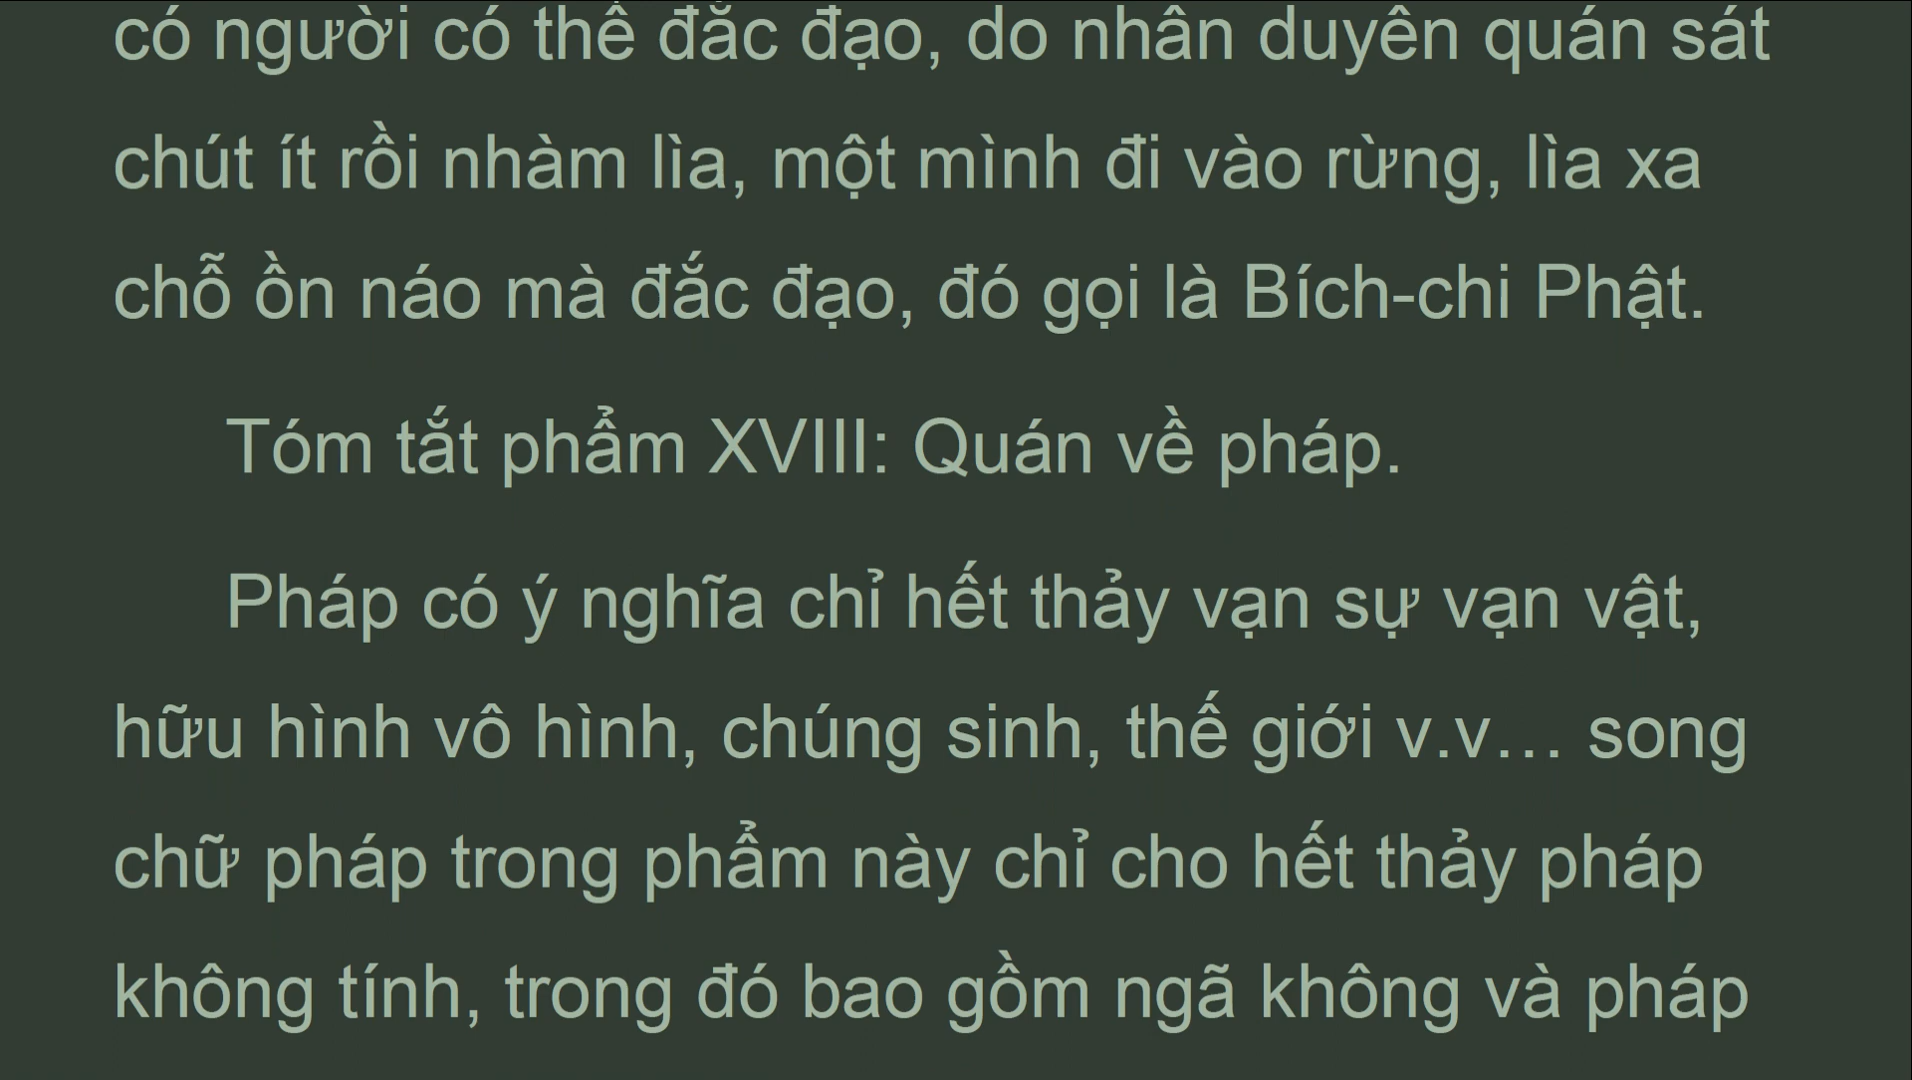 có người có thể đắc đạo, do nhân duyên quán sát
chút ít rồi nhàm lìa, một mình đi vào rừng, lìa xa
chỗ ồn náo mà đắc đạo, đó gọi là Bích-chi Phật.
Tóm tắt phẩm XVIII: Quán về pháp.
Pháp có ý nghĩa chỉ hết thảy vạn sự vạn vật,
hữu hình vô hình, chúng sinh, thế giới v.v… song
chữ pháp trong phẩm này chỉ cho hết thảy pháp
không tính, trong đó bao gồm ngã không và pháp